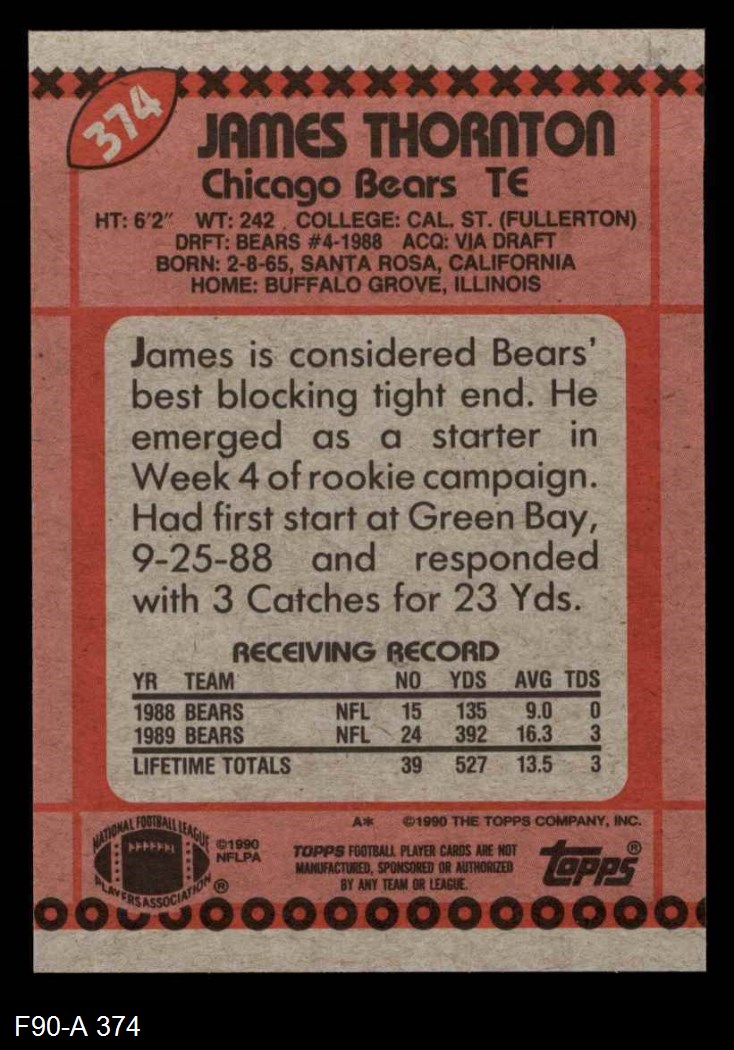 374
JAMES THORNTON
Chicago Bears TE
HT: 6'2" WT: 242 COLLEGE: CAL. ST. (FULLERTON)
DRFT: BEARS #4-1988 ACQ: VIA DRAFT
BORN: 2-8-65, SANTA ROSA, CALIFORNIA
HOME: BUFFALO GROVE, ILLINOIS
James is considered Bears'
best blocking tight end. He
emerged as a starter in
Week 4 of rookie campaign.
Had first start at Green Bay,
9-25-88 and responded
with 3 Catches for 23 Yds.
RECEIVING RECORD
YR TEAM NO YDS AVG TDS
1988 BEARS NFL 15 135 9.0 0
1989 BEARS NFL 24 392 16.3 3
LIFETIME TOTALS 39 527 13.5 3
A* ©1990 THE TOPPS COMPANY, INC.
NATIONAL FOOTBALL LEAGUE
PLAYERS ASSOCIATION ®
©1990
NFLPA
TOPPS FOOTBALL PLAYER CARDS ARE NOT
MANUFACTURED, SPONSORED OR AUTHORIZED
BY ANY TEAM OR LEAGUE.
topps®
F90-A 374